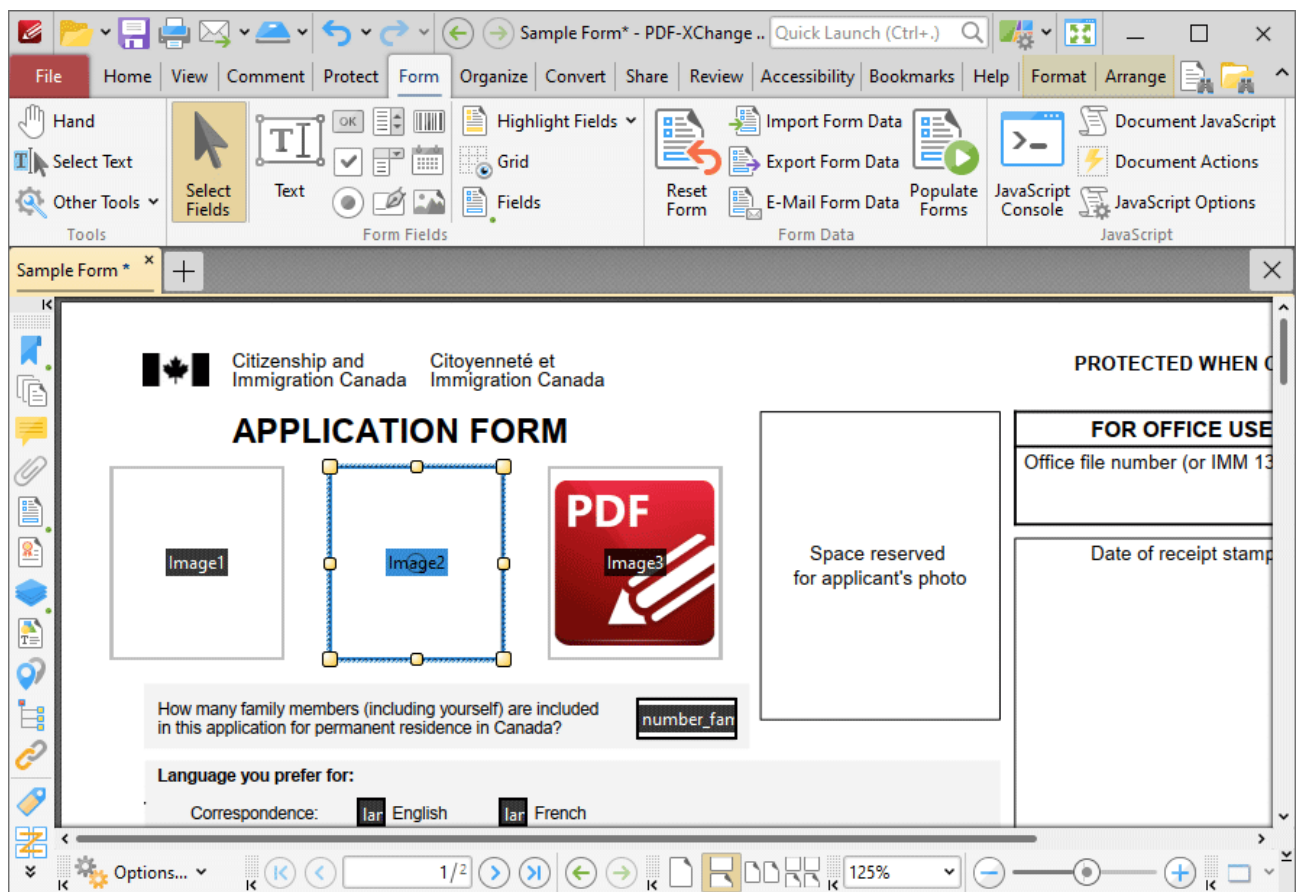 Sample Form* - PDF-XChange ..
Quick Launch (Ctrl+.)
File Home View Comment Protect Form Organize Convert Share Review Accessibility Bookmarks Help Format Arrange
Hand
Select Text
Other Tools
Tools
Select Fields
Text
OK
Highlight Fields
Grid
Fields
Form Fields
Reset Form
Import Form Data
Export Form Data
E-Mail Form Data
Populate Forms
Form Data
JavaScript Console
Document JavaScript
Document Actions
JavaScript Options
JavaScript
Sample Form *
Citizenship and
Immigration Canada
Citoyenneté et
Immigration Canada
PROTECTED WHEN
APPLICATION FORM
Image1
Image2
PDF
Image3
Space reserved
for applicant's photo
FOR OFFICE USE
Office file number (or IMM 13
Date of receipt stamp
How many family members (including yourself) are included
in this application for permanent residence in Canada?
number_fam
Language you prefer for:
Correspondence:
lar English
lar French
Options...
1/2
125%